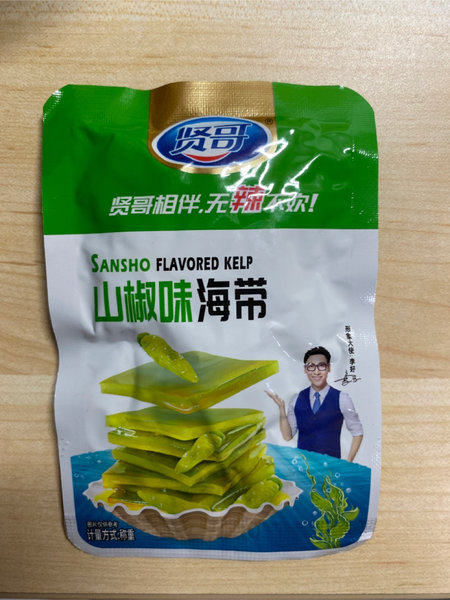 贤哥®
贤哥相伴,无辣不欢!
SANSHO FLAVORED KELP
山椒味海带
形象大使:李好
图片仅供参考
计量方式:称重